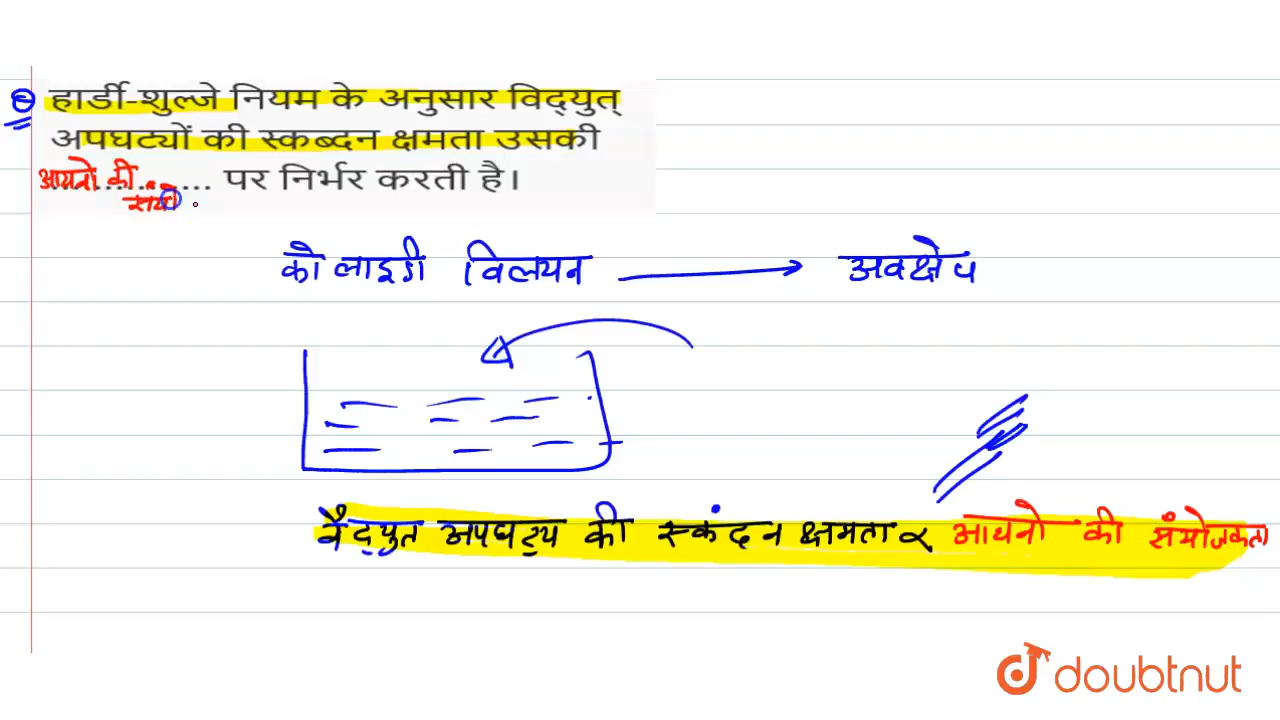 हार्डी-शुल्जे नियम के अनुसार विद्युत्
अपघट्यों की स्कब्दन क्षमता उसकी
आयनो की ............... पर निर्भर करती है।
संयो
कोलाइडी विलयन → अवक्षेप
वैद्युत अपघट्य की स्कंदन क्षमता ∝ आयनो की संयोजकता
doubtnut